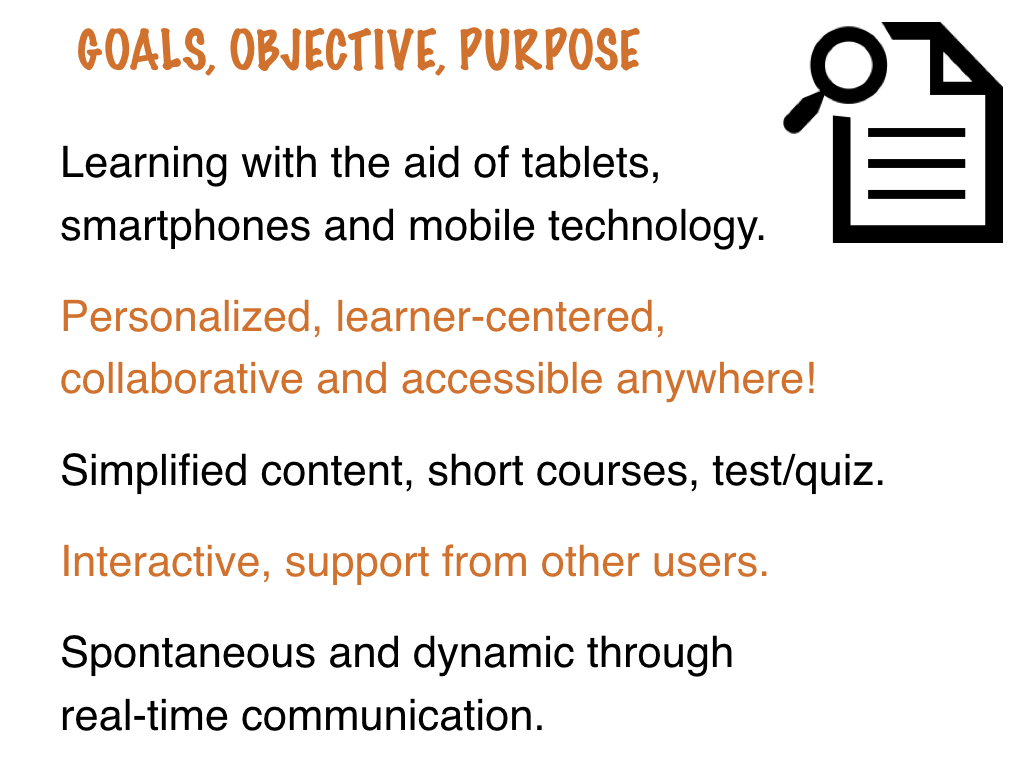 GOALS, OBJECTIVE, PURPOSE
Learning with the aid of tablets,
smartphones and mobile technology.
Personalized, learner-centered,
collaborative and accessible anywhere!
Simplified content, short courses, test/quiz.
Interactive, support from other users.
Spontaneous and dynamic through
real-time communication.